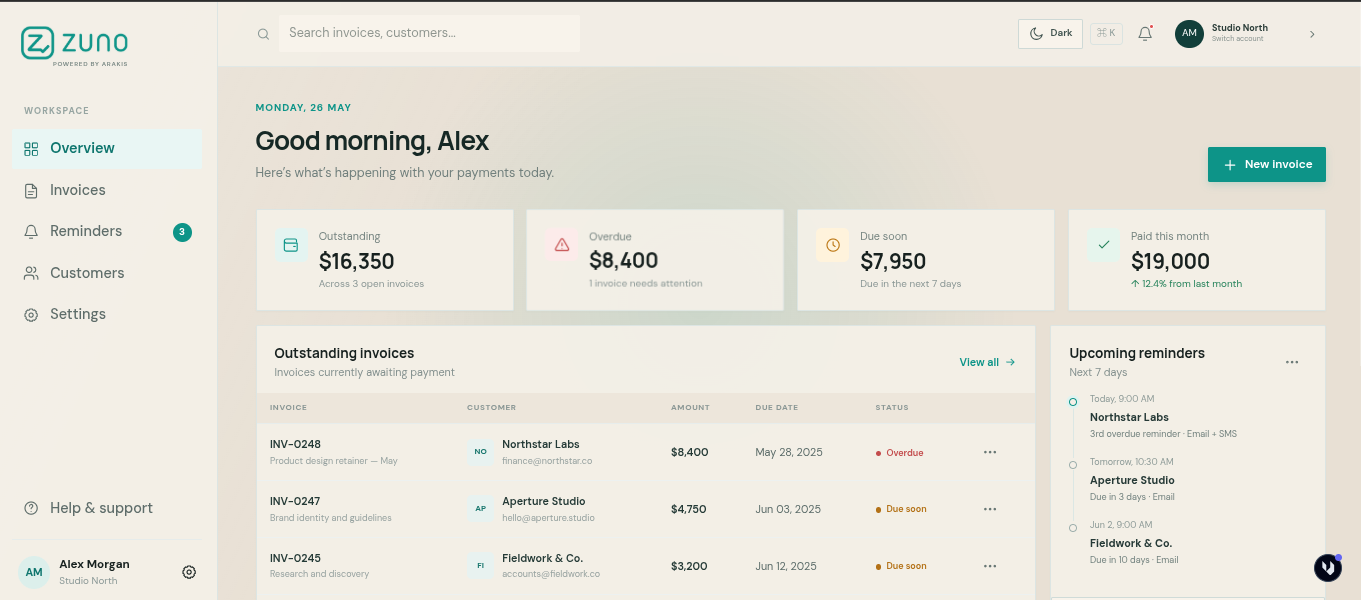 ZUNO
POWERED BY ARAKIS
WORKSPACE
Overview
Invoices
Reminders 3
Customers
Settings
Help & support
AM
Alex Morgan
Studio North
Search invoices, customers...
Dark
⌘ K
AM
Studio North
Switch account
MONDAY, 26 MAY
Good morning, Alex
Here's what's happening with your payments today.
+ New Invoice
Outstanding
$16,350
Across 3 open invoices
Overdue
$8,400
1 invoice needs attention
Due soon
$7,950
Due in the next 7 days
Paid this month
$19,000
↑ 12.4% from last month
Outstanding invoices
Invoices currently awaiting payment
View all →
INVOICE CUSTOMER AMOUNT DUE DATE STATUS
INV-0248
Product design retainer — May
NO
Northstar Labs
finance@northstar.co
$8,400
May 28, 2025
Overdue
INV-0247
Brand identity and guidelines
AP
Aperture Studio
hello@aperture.studio
$4,750
Jun 03, 2025
Due soon
INV-0245
Research and discovery
FI
Fieldwork & Co.
accounts@fieldwork.co
$3,200
Jun 12, 2025
Due soon
Upcoming reminders
Next 7 days
Today, 9:00 AM
Northstar Labs
3rd overdue reminder · Email + SMS
Tomorrow, 10:30 AM
Aperture Studio
Due in 3 days · Email
Jun 2, 9:00 AM
Fieldwork & Co.
Due in 10 days · Email